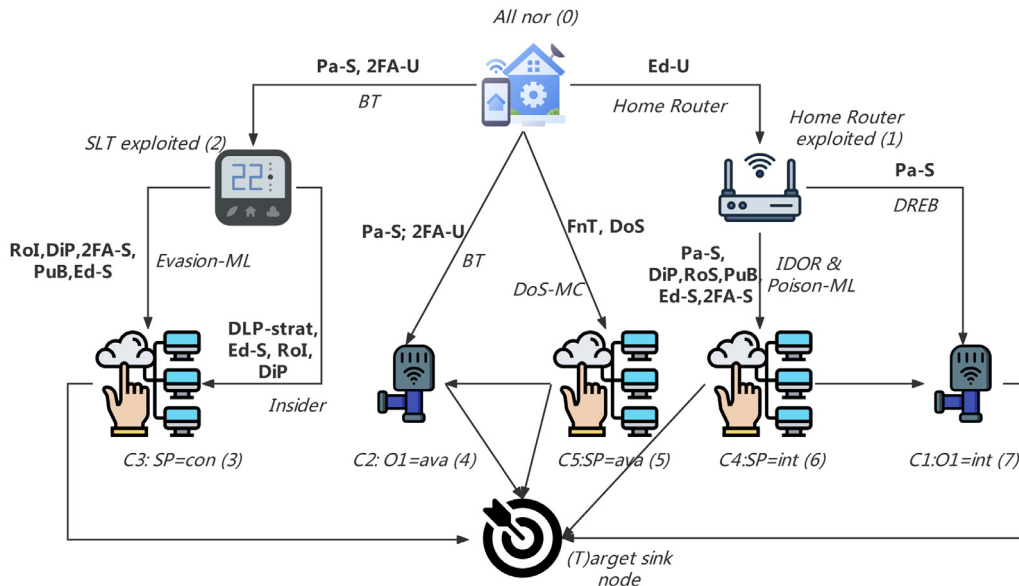 All nor (0)
Pa-S, 2FA-U
BT
Ed-U
Home Router
SLT exploited (2)
22
Home Router
exploited (1)
Pa-S
DREB
RoI,DiP,2FA-S,
PuB,Ed-S
Evasion-ML
Pa-S; 2FA-U
BT
FnT, DoS
DoS-MC
Pa-S,
DiP,RoS,PuB,
Ed-S,2FA-S
IDOR &
Poison-ML
DLP-strat,
Ed-S, RoI,
DiP
Insider
C3: SP=con (3)
C2: O1=ava (4)
C5:SP=ava (5)
C4:SP=int (6)
C1:O1=int (7)
(T)arget sink
node